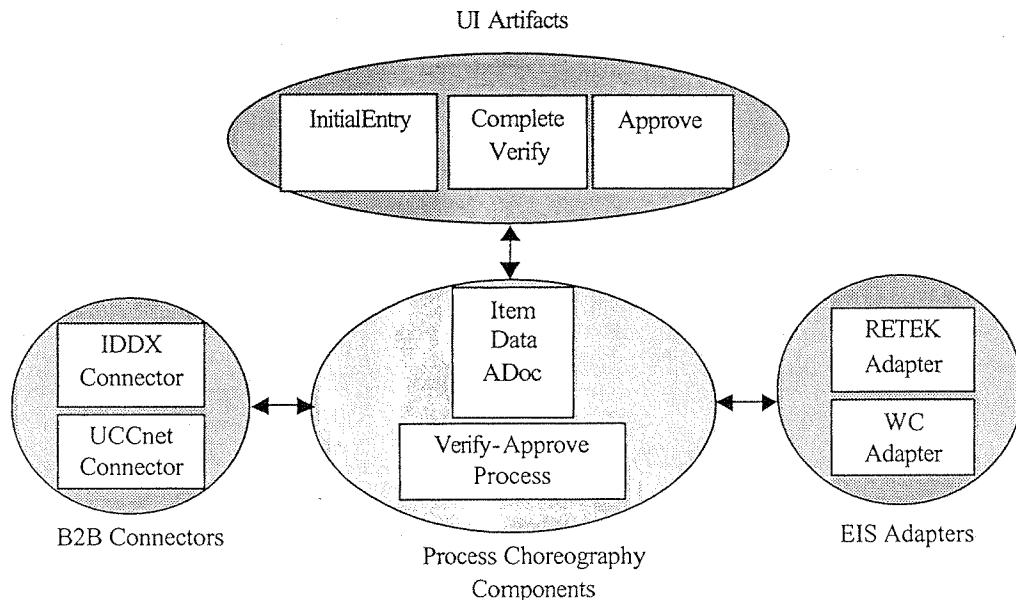 UI Artifacts
InitialEntry
Complete
Verify
Approve
Item
Data
ADoc
Verify-Approve
Process
IDDX
Connector
UCCnet
Connector
RETEK
Adapter
WC
Adapter
B2B Connectors
Process Choreography
Components
EIS Adapters